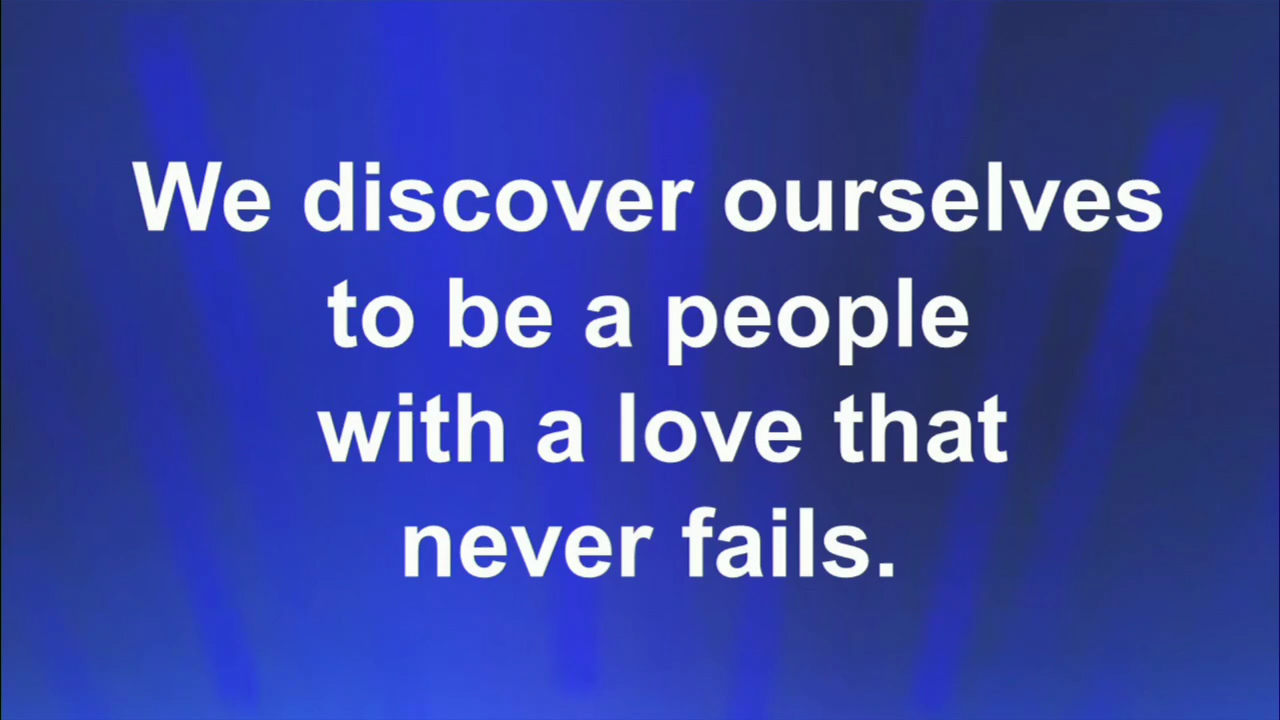 We discover ourselves
to be a people
with a love that
never fails.